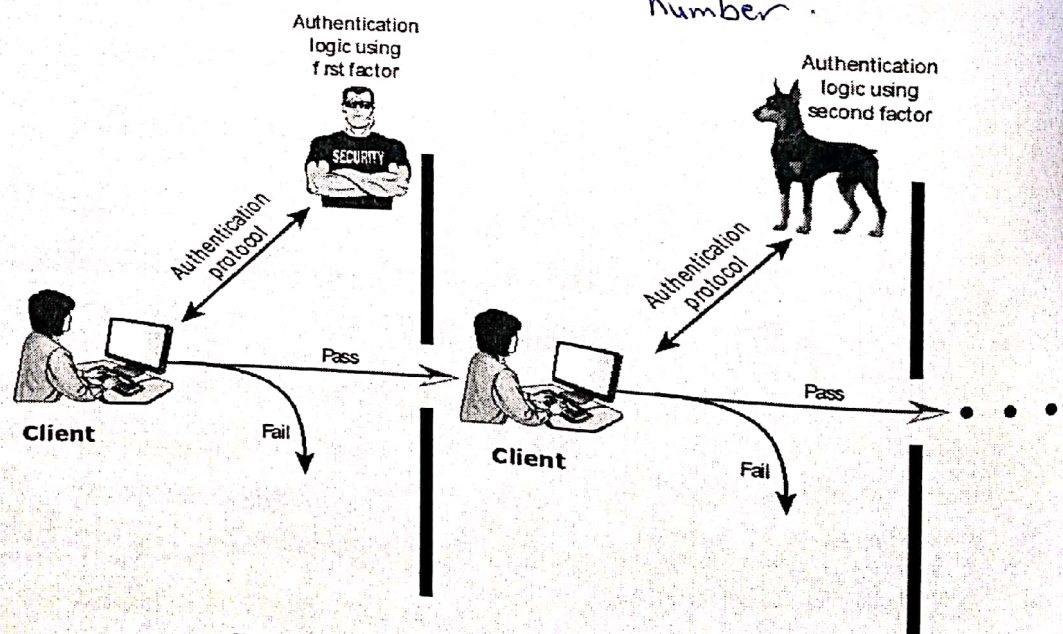 number.
Authentication
logic using
f rst factor
SECURITY
Authentication
protocol
Pass
Fail
Client
Authentication
logic using
second factor
Authentication
protocol
Pass
Fail
Client